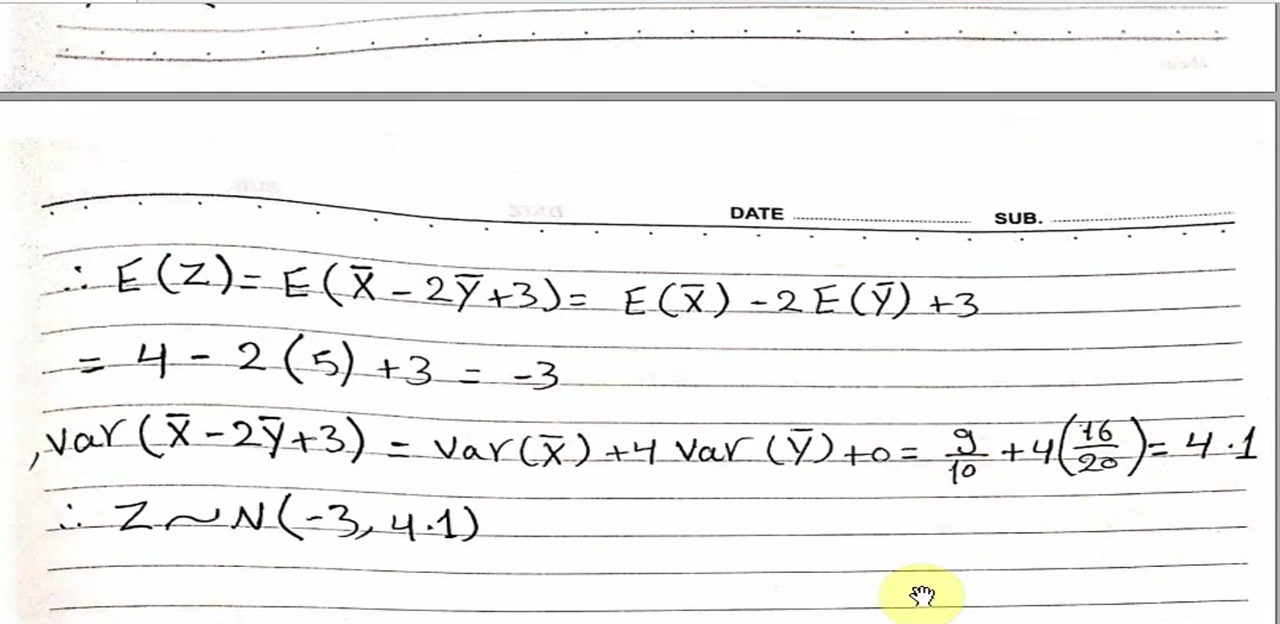 DATE SUB.
∴ E(Z) = E(X̄ - 2Ȳ + 3) = E(X̄) - 2E(Ȳ) + 3
= 4 - 2(5) + 3 = -3
, Var(X̄ - 2Ȳ + 3) = Var(X̄) + 4 Var(Ȳ) + 0 = 9/10 + 4(16/20) = 4.1
∴ Z ~ N(-3, 4.1)